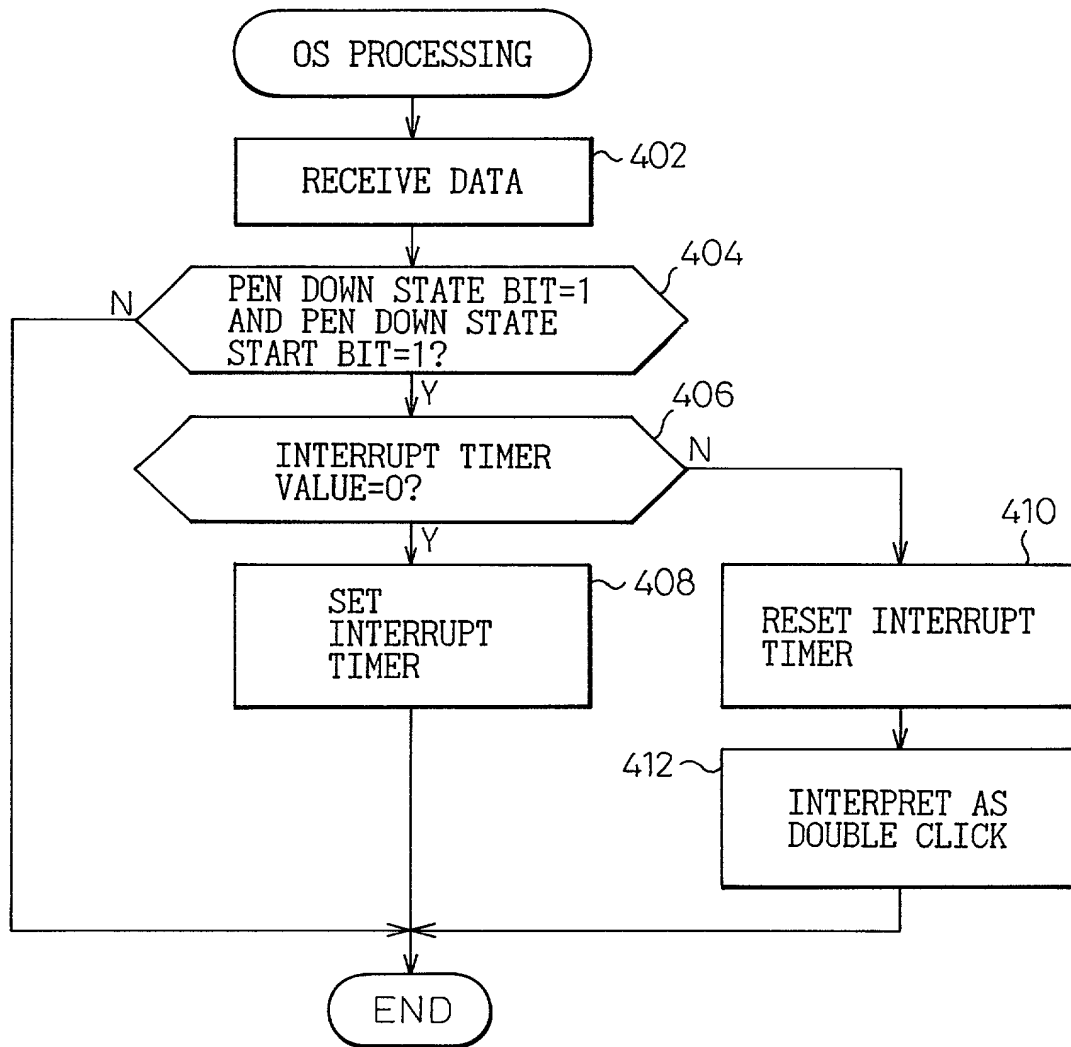 OS PROCESSING
RECEIVE DATA
402
PEN DOWN STATE BIT=1
AND PEN DOWN STATE
START BIT=1?
404
N
Y
INTERRUPT TIMER
VALUE=0?
406
N
Y
SET
INTERRUPT
TIMER
408
410
RESET INTERRUPT
TIMER
412
INTERPRET AS
DOUBLE CLICK
END